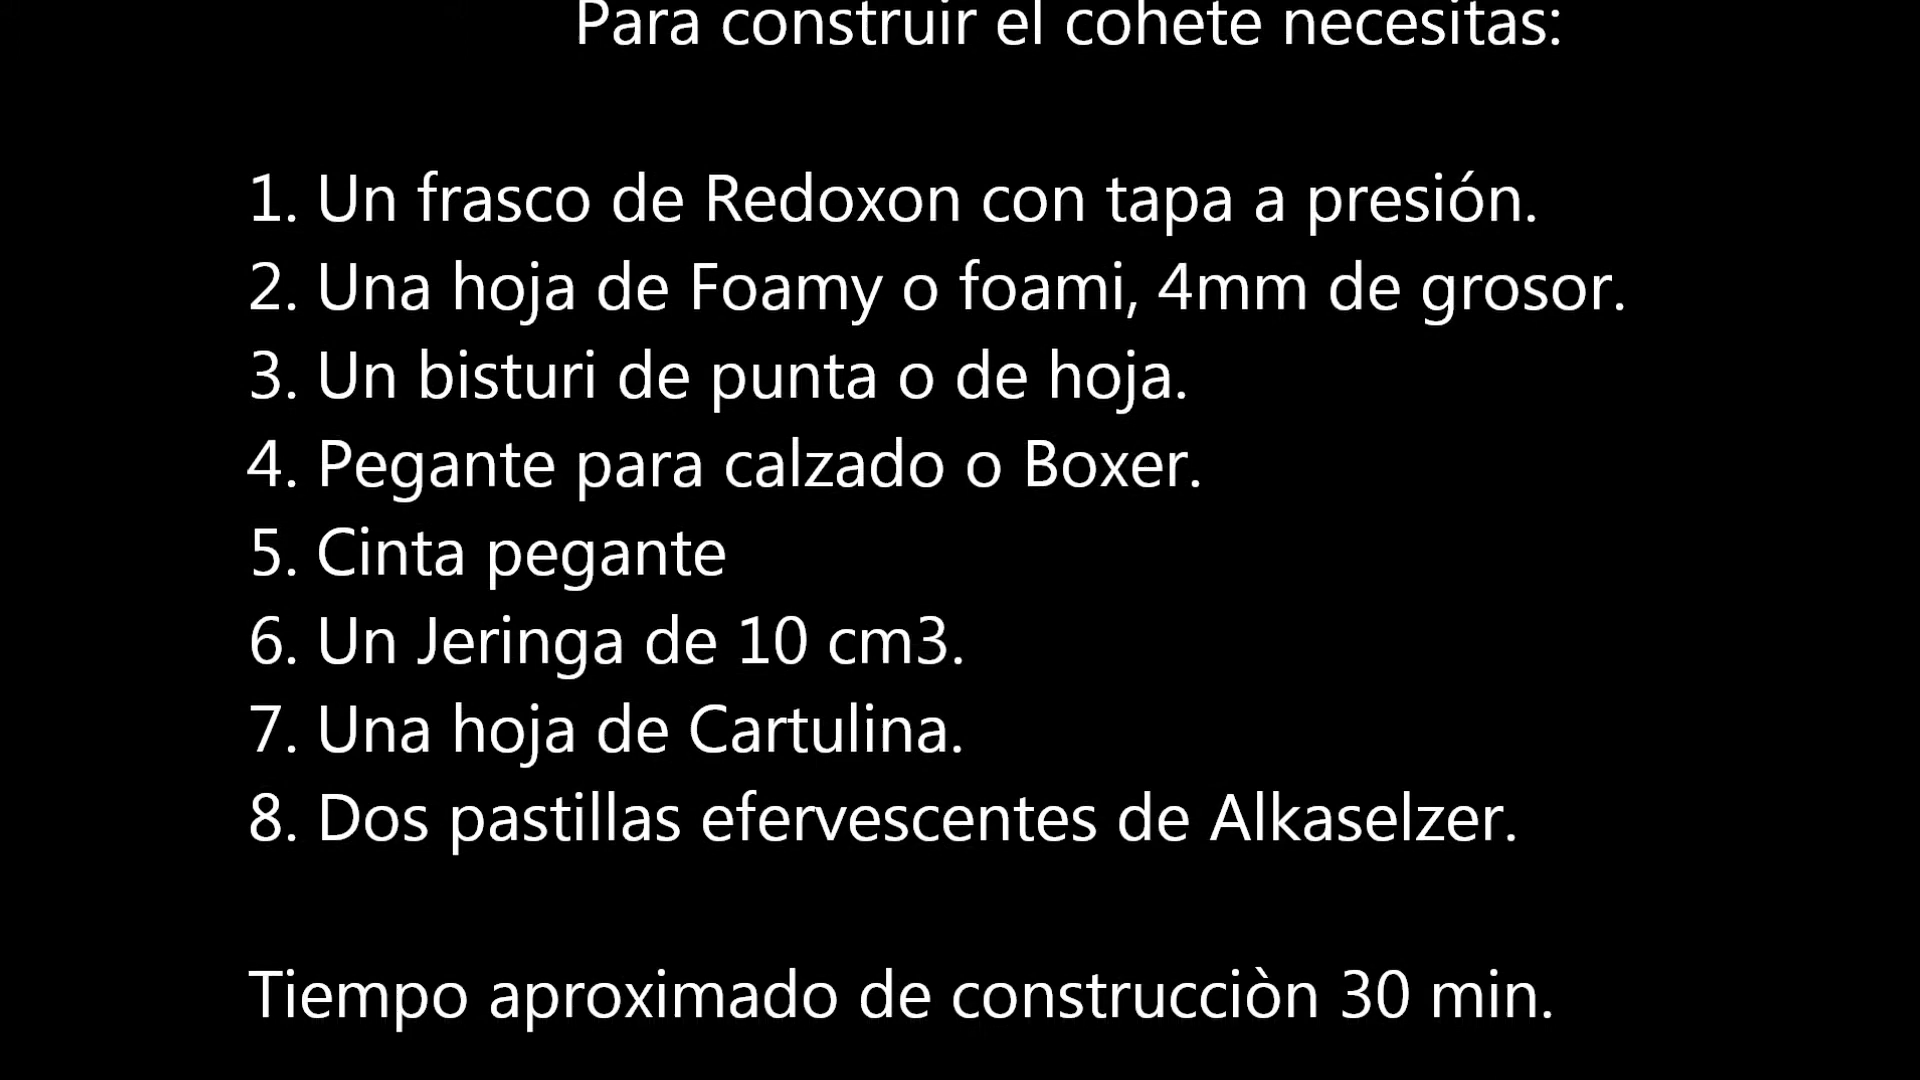 Para construir el cohete necesitas:
1. Un frasco de Redoxon con tapa a presión.
2. Una hoja de Foamy o foami, 4mm de grosor.
3. Un bisturi de punta o de hoja.
4. Pegante para calzado o Boxer.
5. Cinta pegante
6. Un Jeringa de 10 cm3.
7. Una hoja de Cartulina.
8. Dos pastillas efervescentes de Alkaselzer.
Tiempo aproximado de construcciòn 30 min.